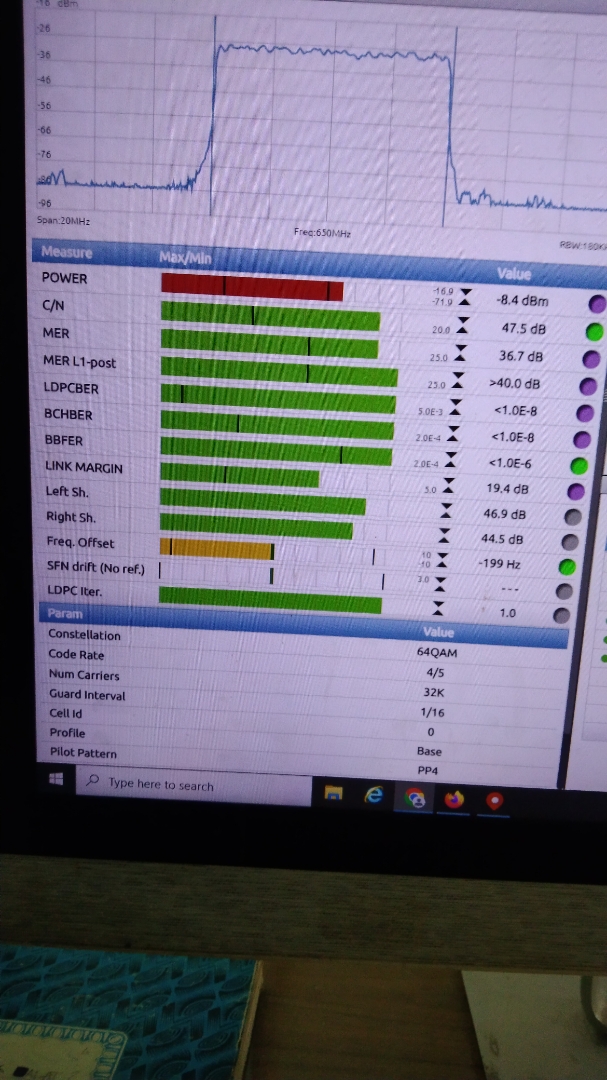 -16 dBm
-26
-36
-46
-56
-66
-76
-86
-96
Span:20MHz
Freq:650MHz
Measure Max/Min Value
POWER -16.9 -71.9 -8.4 dBm
C/N 20.0 47.5 dB
MER 25.0 36.7 dB
MER L1-post 25.0 >40.0 dB
LDPCBER 5.0E-3 <1.0E-8
BCHBER 2.0E-4 <1.0E-8
BBFER 2.0E-4 <1.0E-6
LINK MARGIN 5.0 19.4 dB
Left Sh. 46.9 dB
Right Sh. 44.5 dB
Freq. Offset 10 -10 -199 Hz
SFN drift (No ref.) 3.0 ---
LDPC Iter. 1.0
Param Value
Constellation 64QAM
Code Rate 4/5
Num Carriers 32K
Guard Interval 1/16
Cell Id 0
Profile Base
Pilot Pattern PP4
Type here to search